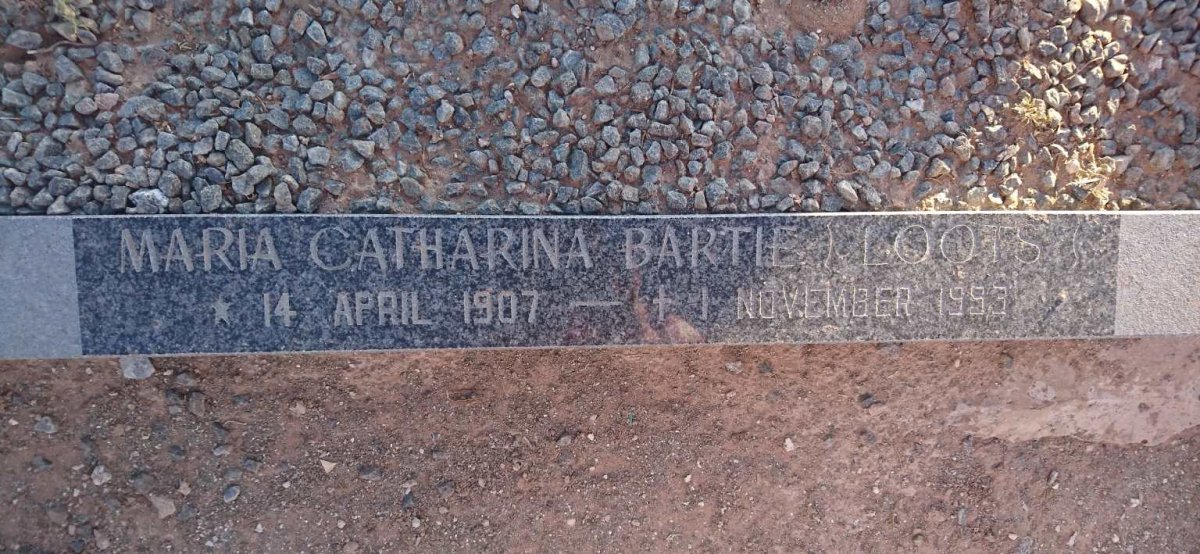 MARIA CATHARINA BARTIE (LOOTS)
★ 14 APRIL 1907 — † 1 NOVEMBER 1993